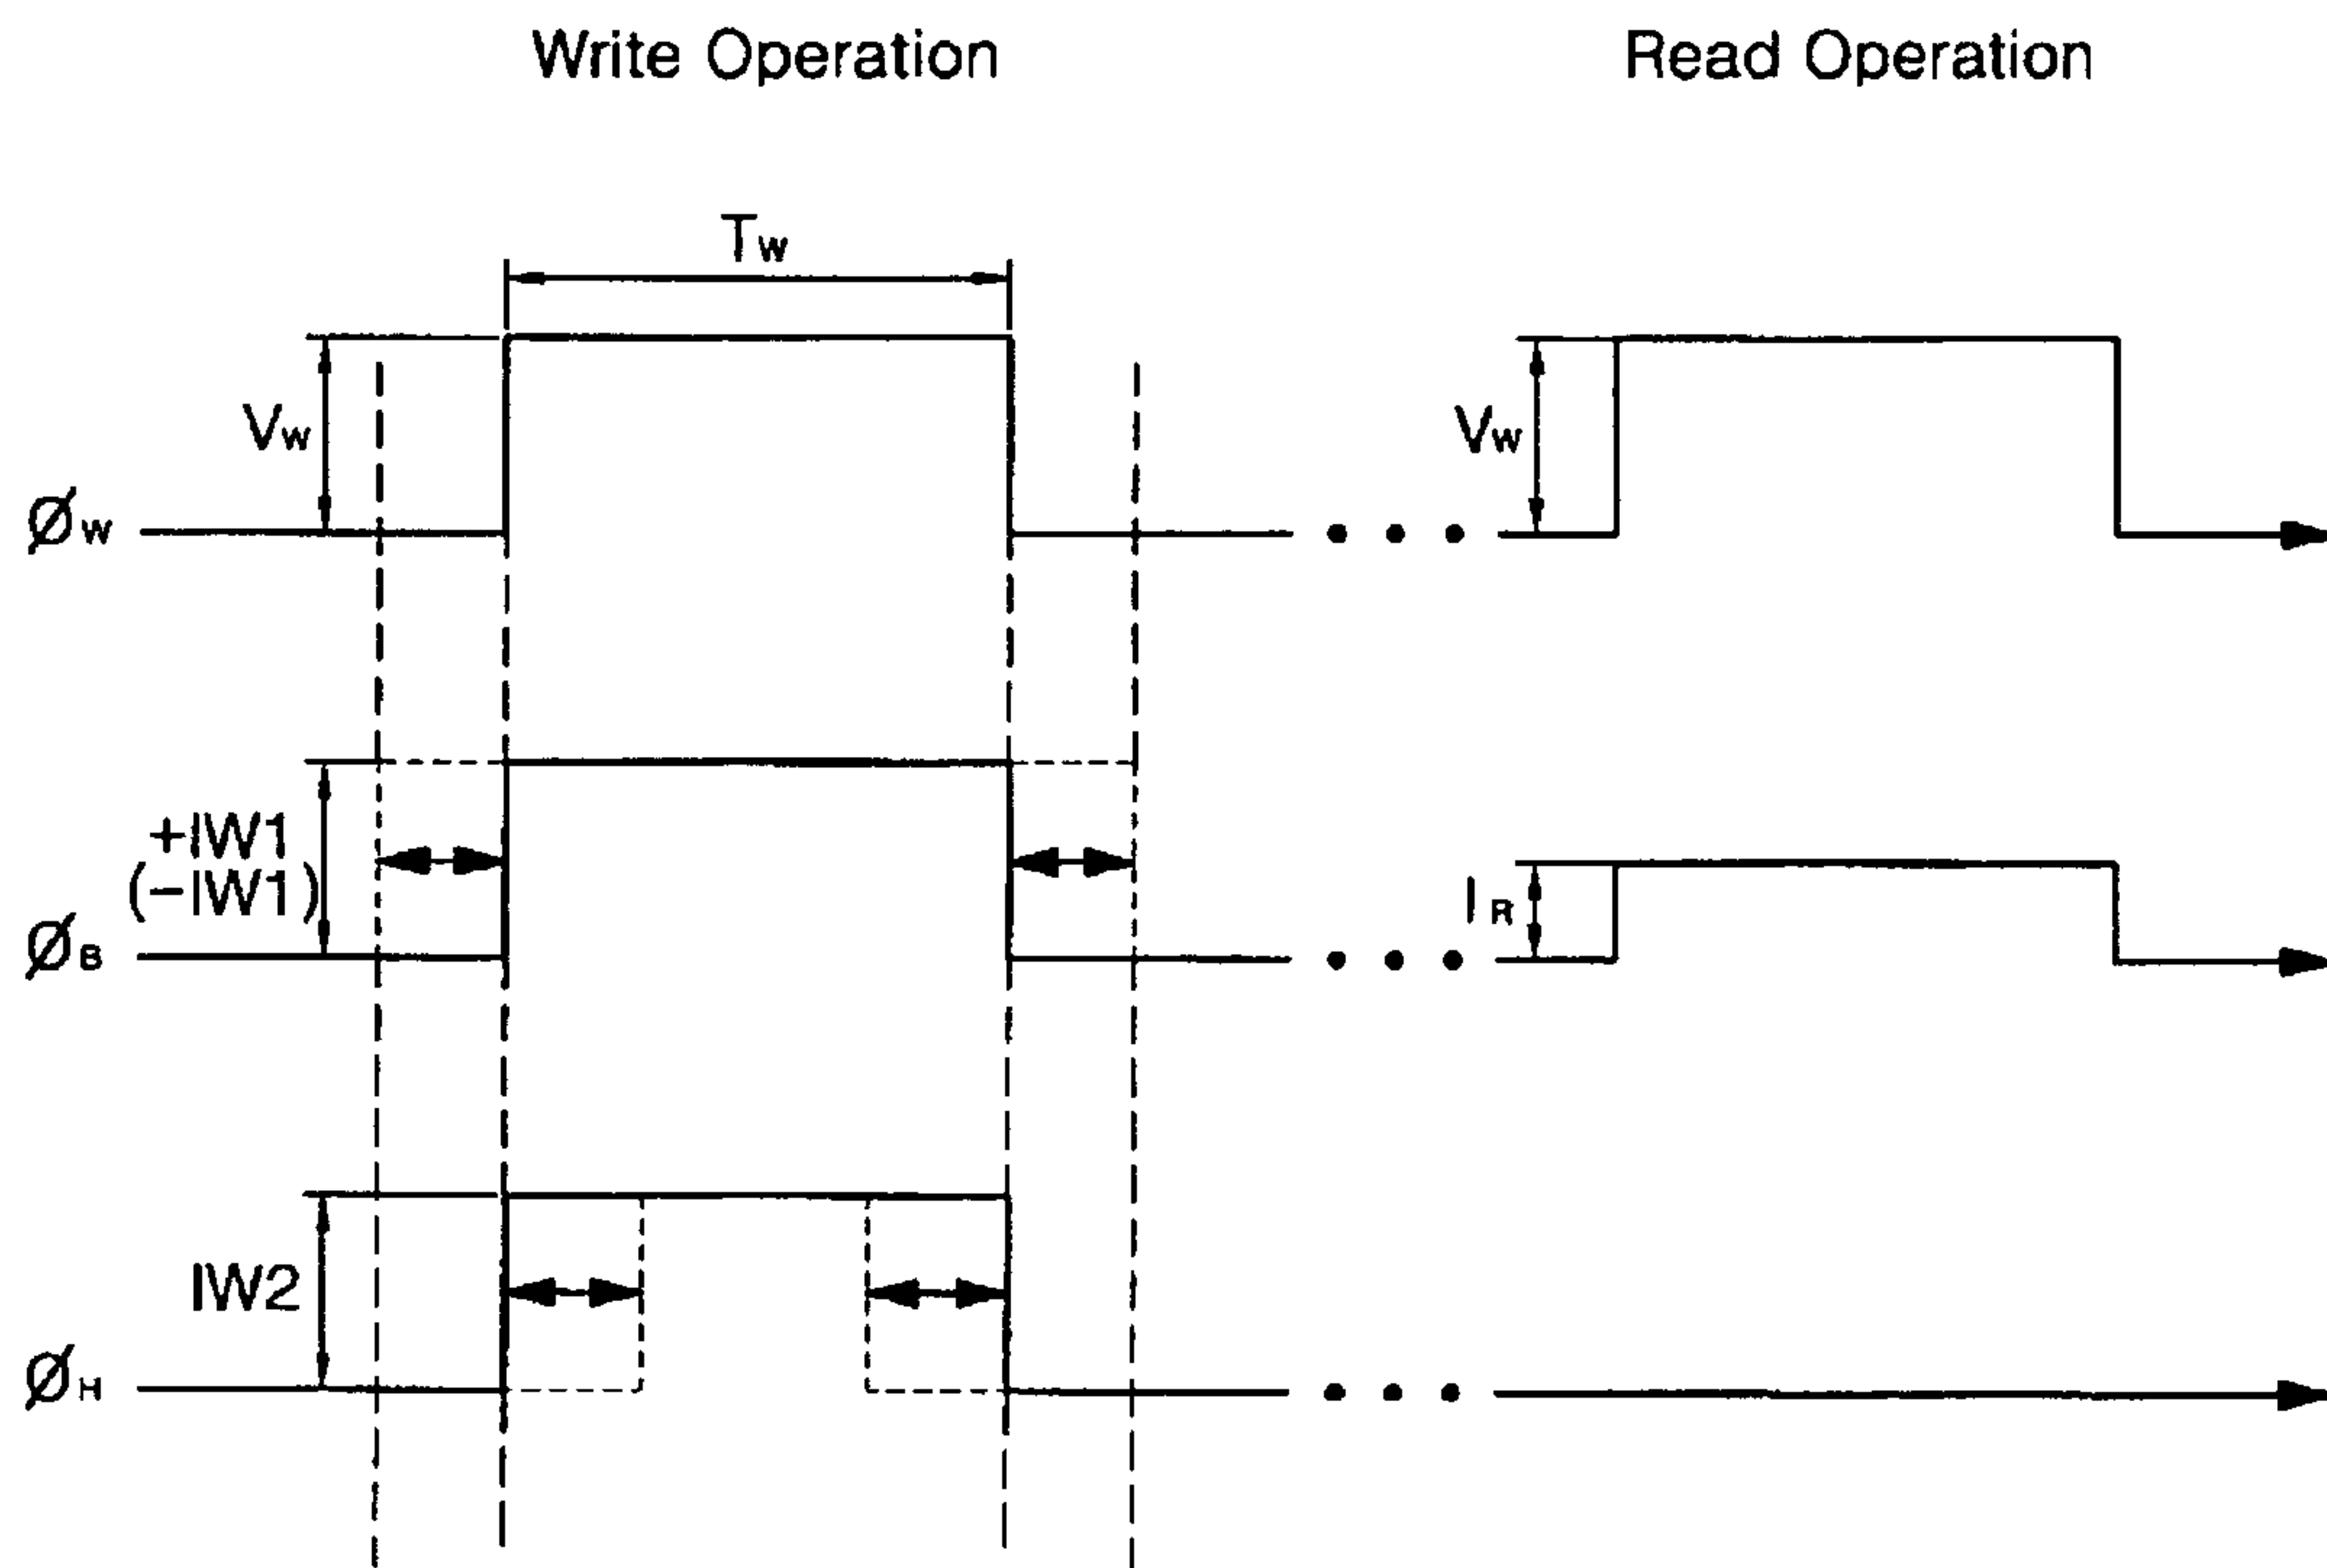 Write Operation
Read Operation
Tw
Vw
Vw
Øw
+IW1
(−IW1)
IR
ØB
IW2
ØH